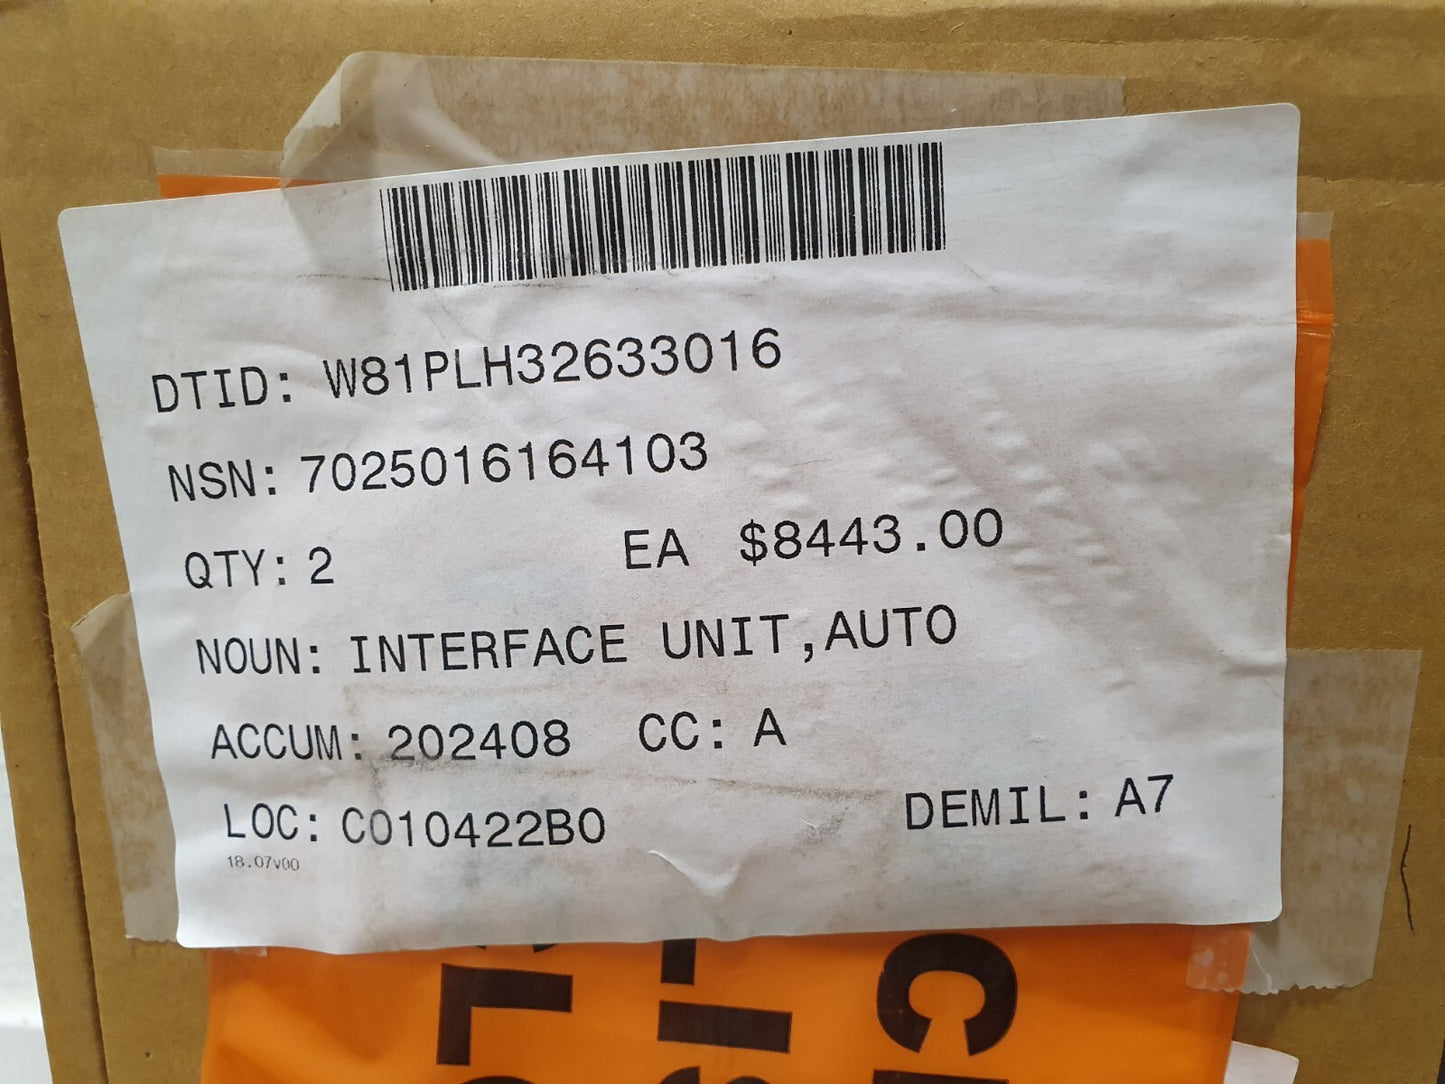 DTID: W81PLH32633016
NSN: 7025016164103
QTY: 2 EA $8443.00
NOUN: INTERFACE UNIT,AUTO
ACCUM: 202408 CC: A
LOC: C010422B0 DEMIL: A7
18.07v00